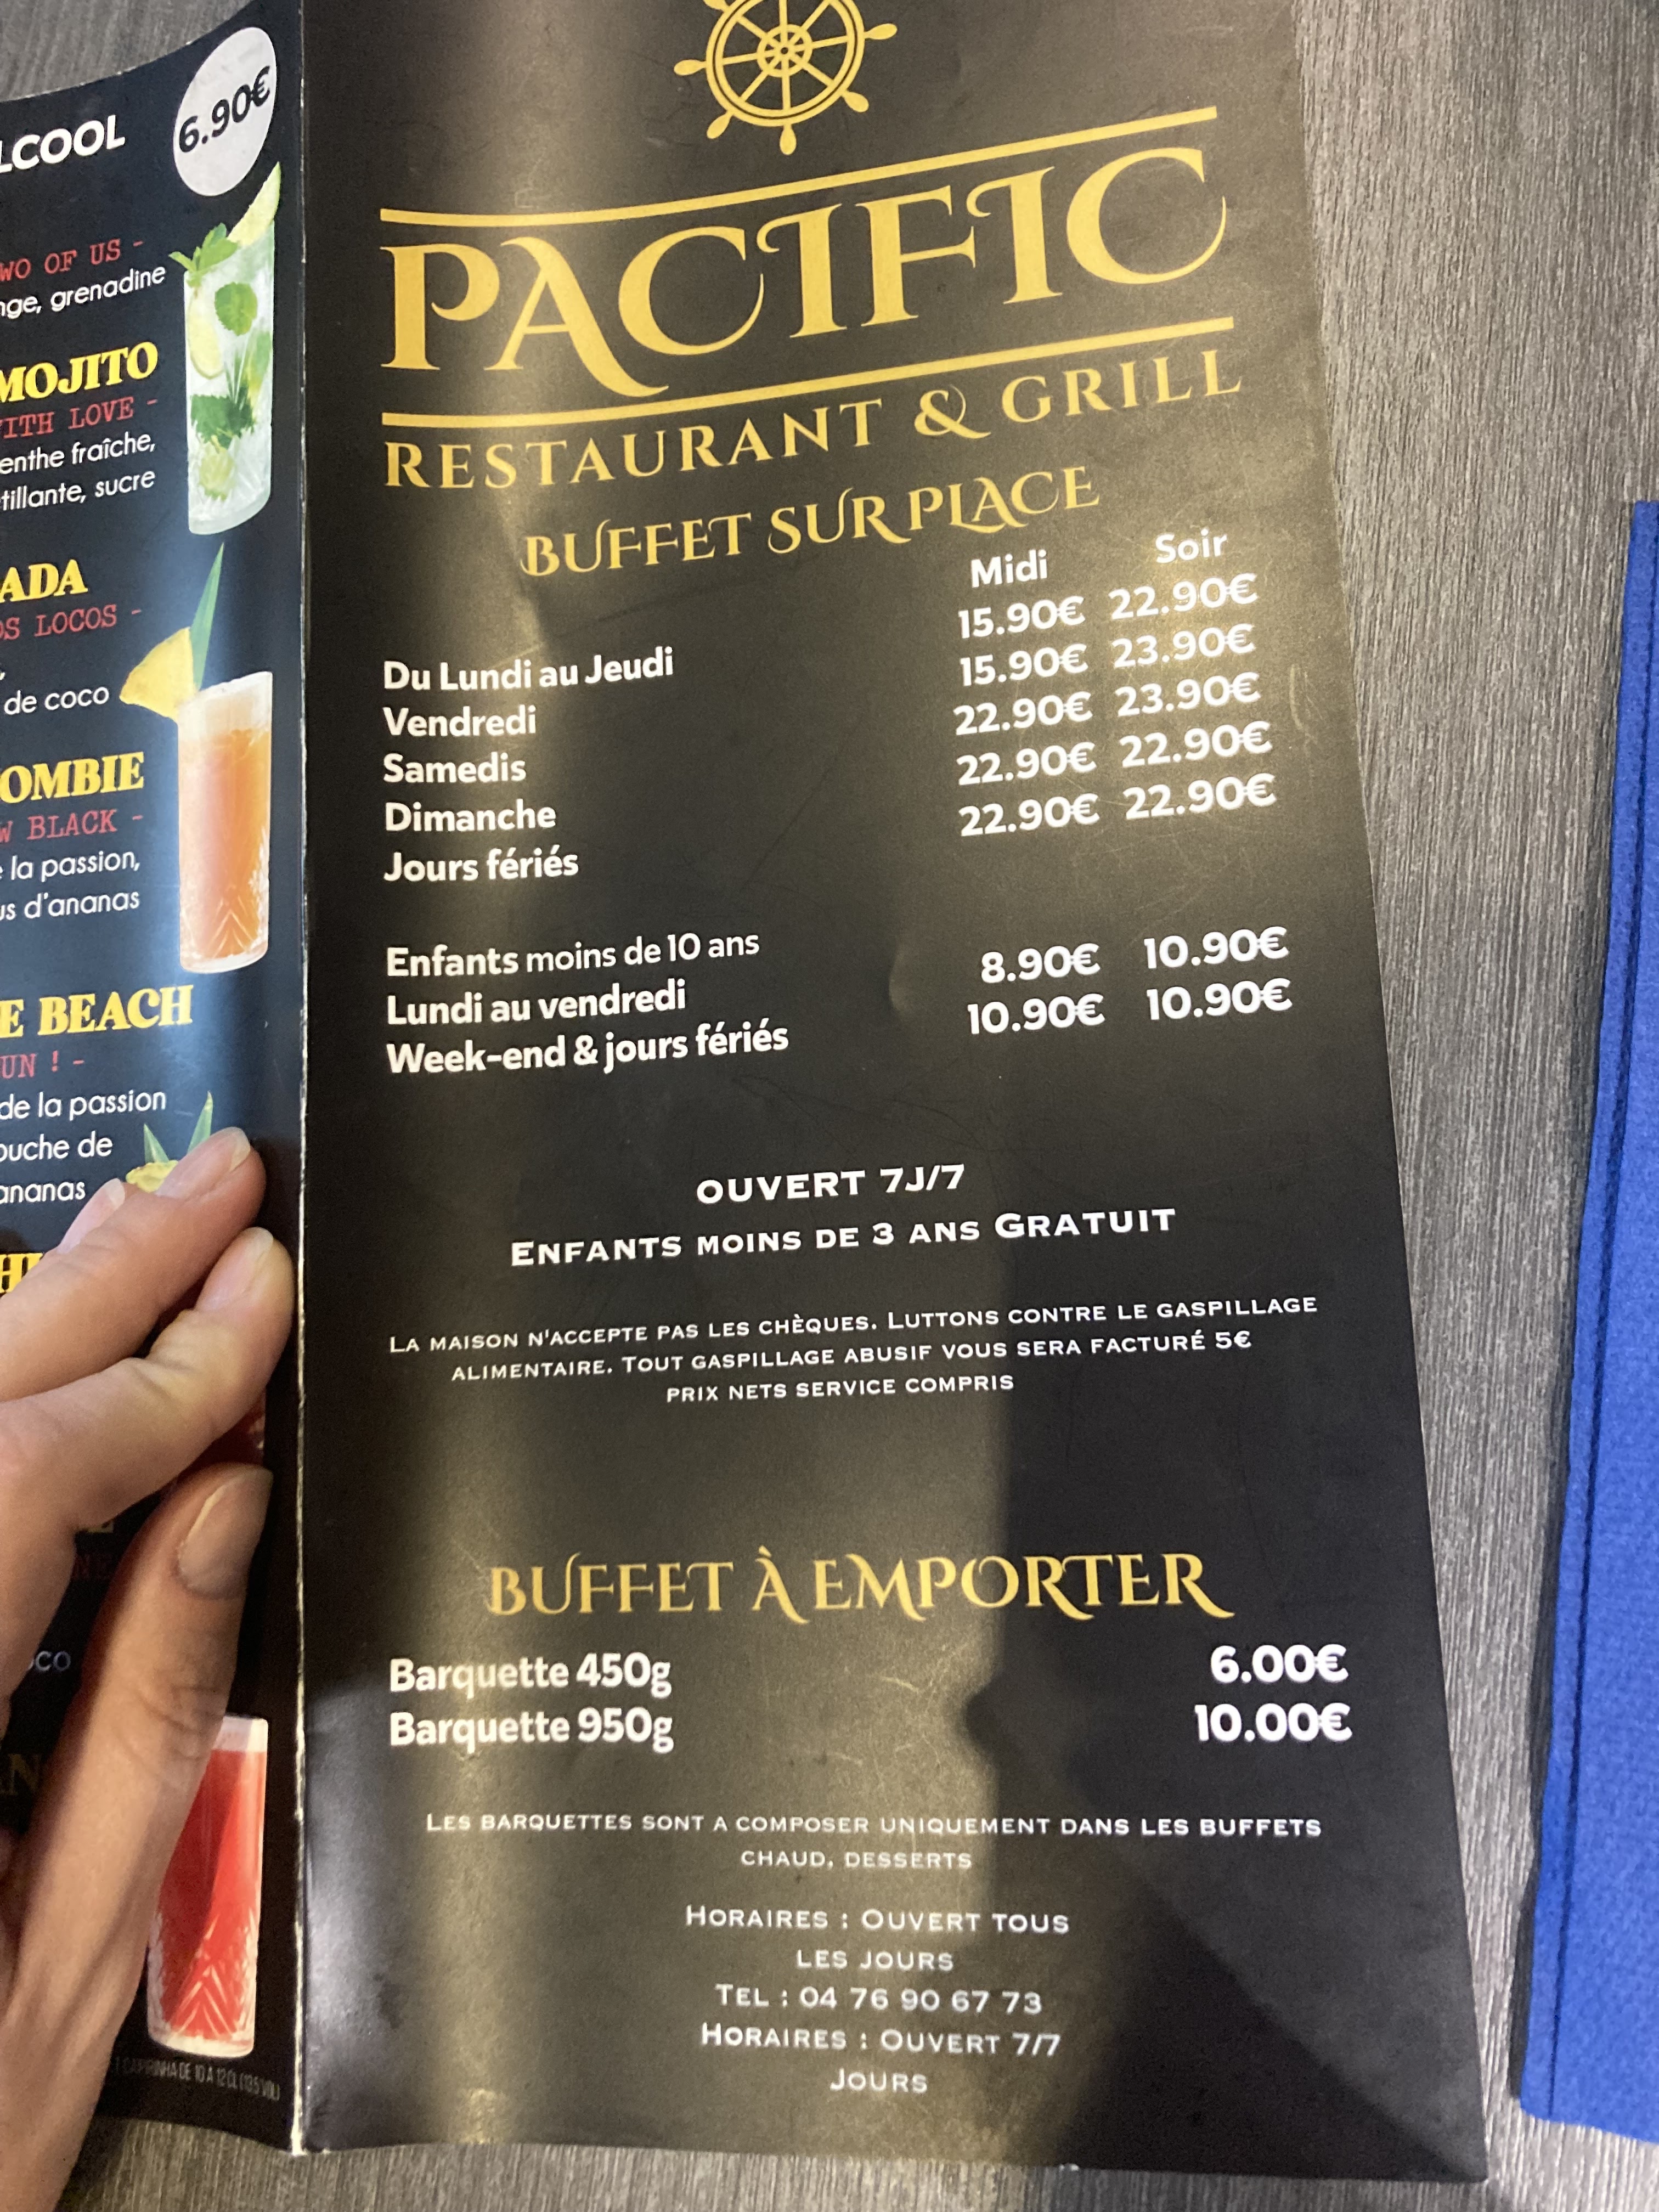 6.90€
MOJITO
enthe fraîche,
tillante, sucre
nge, grenadine
WO OF US -
LOCOS -
de coco
BLACK -
la passion,
d'ananas
BEACH
de la passion
de
ananas
PACIFIC
RESTAURANT & GRILL
BUFFET SUR PLACE
Midi Soir
Du Lundi au Jeudi 15.90€ 22.90€
Vendredi 15.90€ 23.90€
Samedis 22.90€ 23.90€
Dimanche 22.90€ 22.90€
Jours fériés 22.90€ 22.90€
Enfants moins de 10 ans
Lundi au vendredi 8.90€ 10.90€
Week-end & jours fériés 10.90€ 10.90€
OUVERT 7J/7
ENFANTS MOINS DE 3 ANS GRATUIT
LA MAISON N'ACCEPTE PAS LES CHÈQUES. LUTTONS CONTRE LE GASPILLAGE
ALIMENTAIRE. TOUT GASPILLAGE ABUSIF VOUS SERA FACTURÉ 5€
PRIX NETS SERVICE COMPRIS
BUFFET À EMPORTER
Barquette 450g 6.00€
Barquette 950g 10.00€
LES BARQUETTES SONT A COMPOSER UNIQUEMENT DANS LES BUFFETS
CHAUD, DESSERTS
HORAIRES : OUVERT TOUS
LES JOURS
TEL : 04 76 90 67 73
HORAIRES : OUVERT 7/7
JOURS